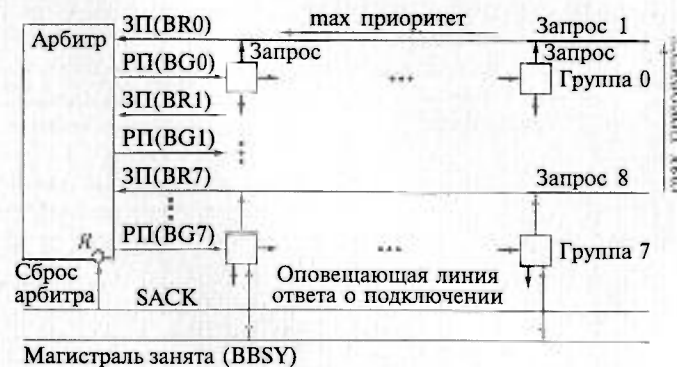 max приоритет
Арбитр
ЗП(BR0)
Запрос 1
Запрос
Запрос
РП(BG0)
Группа 0
ЗП(BR1)
РП(BG1)
ЗП(BR7)
Запрос 8
R
РП(BG7)
Группа 7
Сброс
арбитра
SACK
Оповещающая линия
ответа о подключении
Магистраль занята (BBSY)